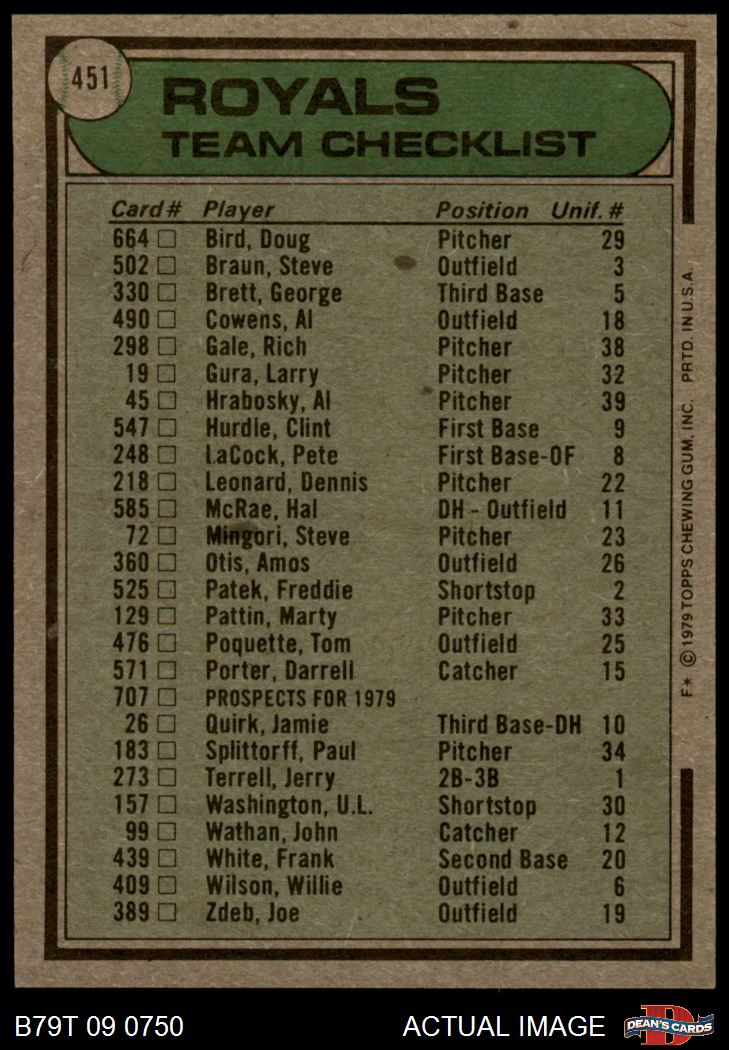 451
ROYALS
TEAM CHECKLIST
Card # Player Position Unif. #
664 Bird, Doug Pitcher 29
502 Braun, Steve Outfield 3
330 Brett, George Third Base 5
490 Cowens, Al Outfield 18
298 Gale, Rich Pitcher 38
19 Gura, Larry Pitcher 32
45 Hrabosky, Al Pitcher 39
547 Hurdle, Clint First Base 9
248 LaCock, Pete First Base-OF 8
218 Leonard, Dennis Pitcher 22
585 McRae, Hal DH - Outfield 11
72 Mingori, Steve Pitcher 23
360 Otis, Amos Outfield 26
525 Patek, Freddie Shortstop 2
129 Pattin, Marty Pitcher 33
476 Poquette, Tom Outfield 25
571 Porter, Darrell Catcher 15
707 PROSPECTS FOR 1979
26 Quirk, Jamie Third Base-DH 10
183 Splittorff, Paul Pitcher 34
273 Terrell, Jerry 2B-3B 1
157 Washington, U.L. Shortstop 30
99 Wathan, John Catcher 12
439 White, Frank Second Base 20
409 Wilson, Willie Outfield 6
389 Zdeb, Joe Outfield 19
F* © 1979 TOPPS CHEWING GUM, INC. PRTD. IN U.S.A.
B79T 09 0750 ACTUAL IMAGE
D
DEAN'S CARDS